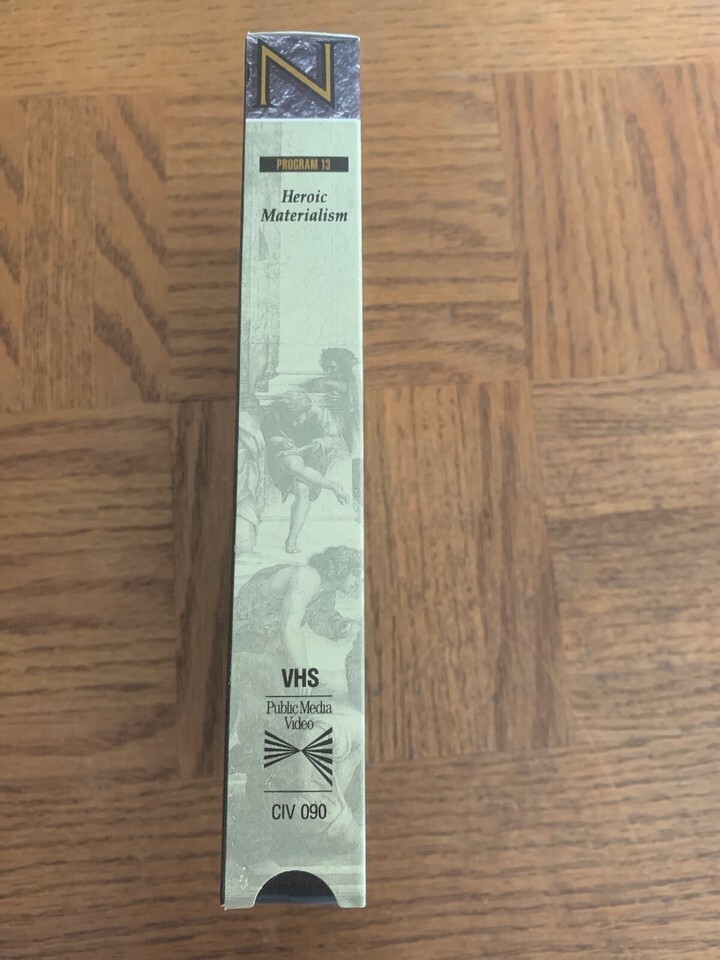 N
PROGRAM 13
Heroic
Materialism
VHS
Public Media
Video
CIV 090